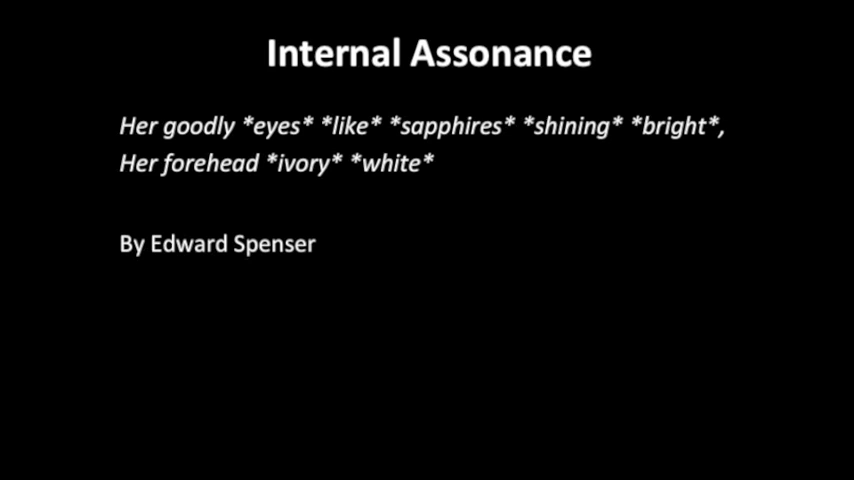 Internal Assonance
Her goodly *eyes* *like* *sapphires* *shining* *bright*,
Her forehead *ivory* *white*
By Edward Spenser